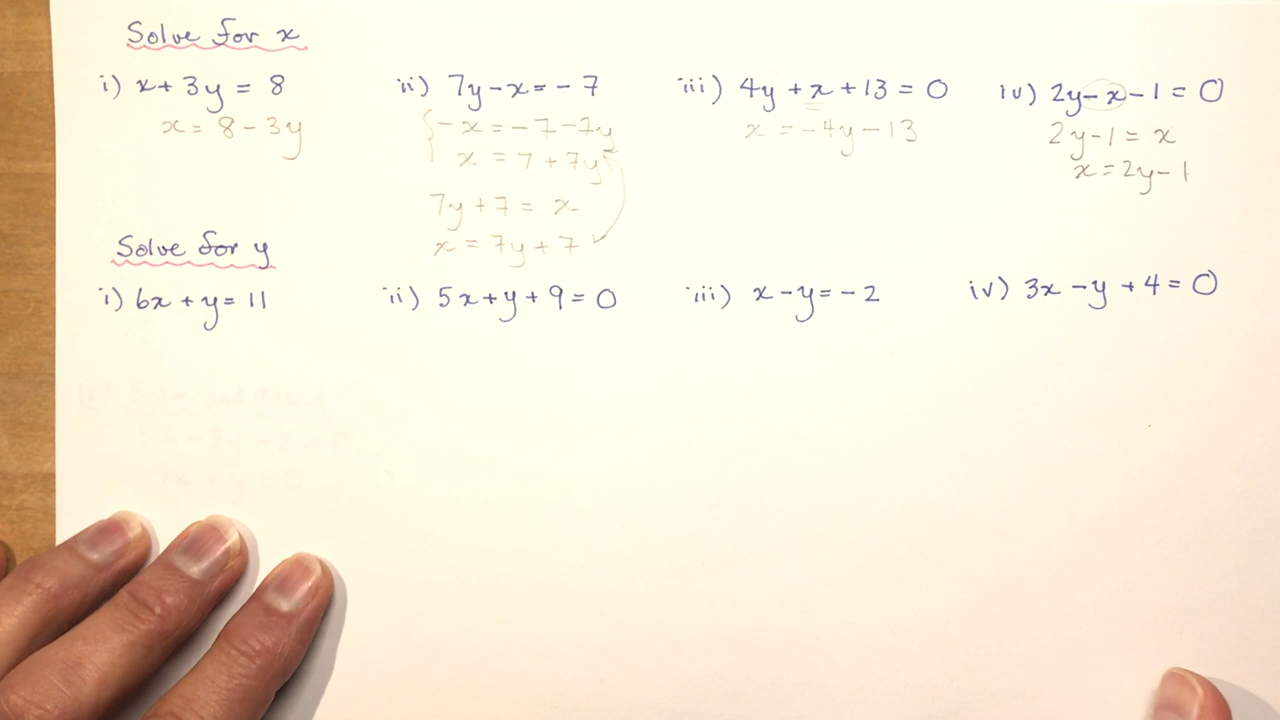 Solve for x
i) x + 3y = 8
x = 8 - 3y
ii) 7y - x = - 7
- x = - 7 - 7y
x = 7 + 7y
7y + 7 = x
x = 7y + 7
iii) 4y + x + 13 = 0
x = - 4y - 13
iv) 2y - x - 1 = 0
2y - 1 = x
x = 2y - 1
Solve for y
i) 6x + y = 11
ii) 5x + y + 9 = 0
iii) x - y = - 2
iv) 3x - y + 4 = 0